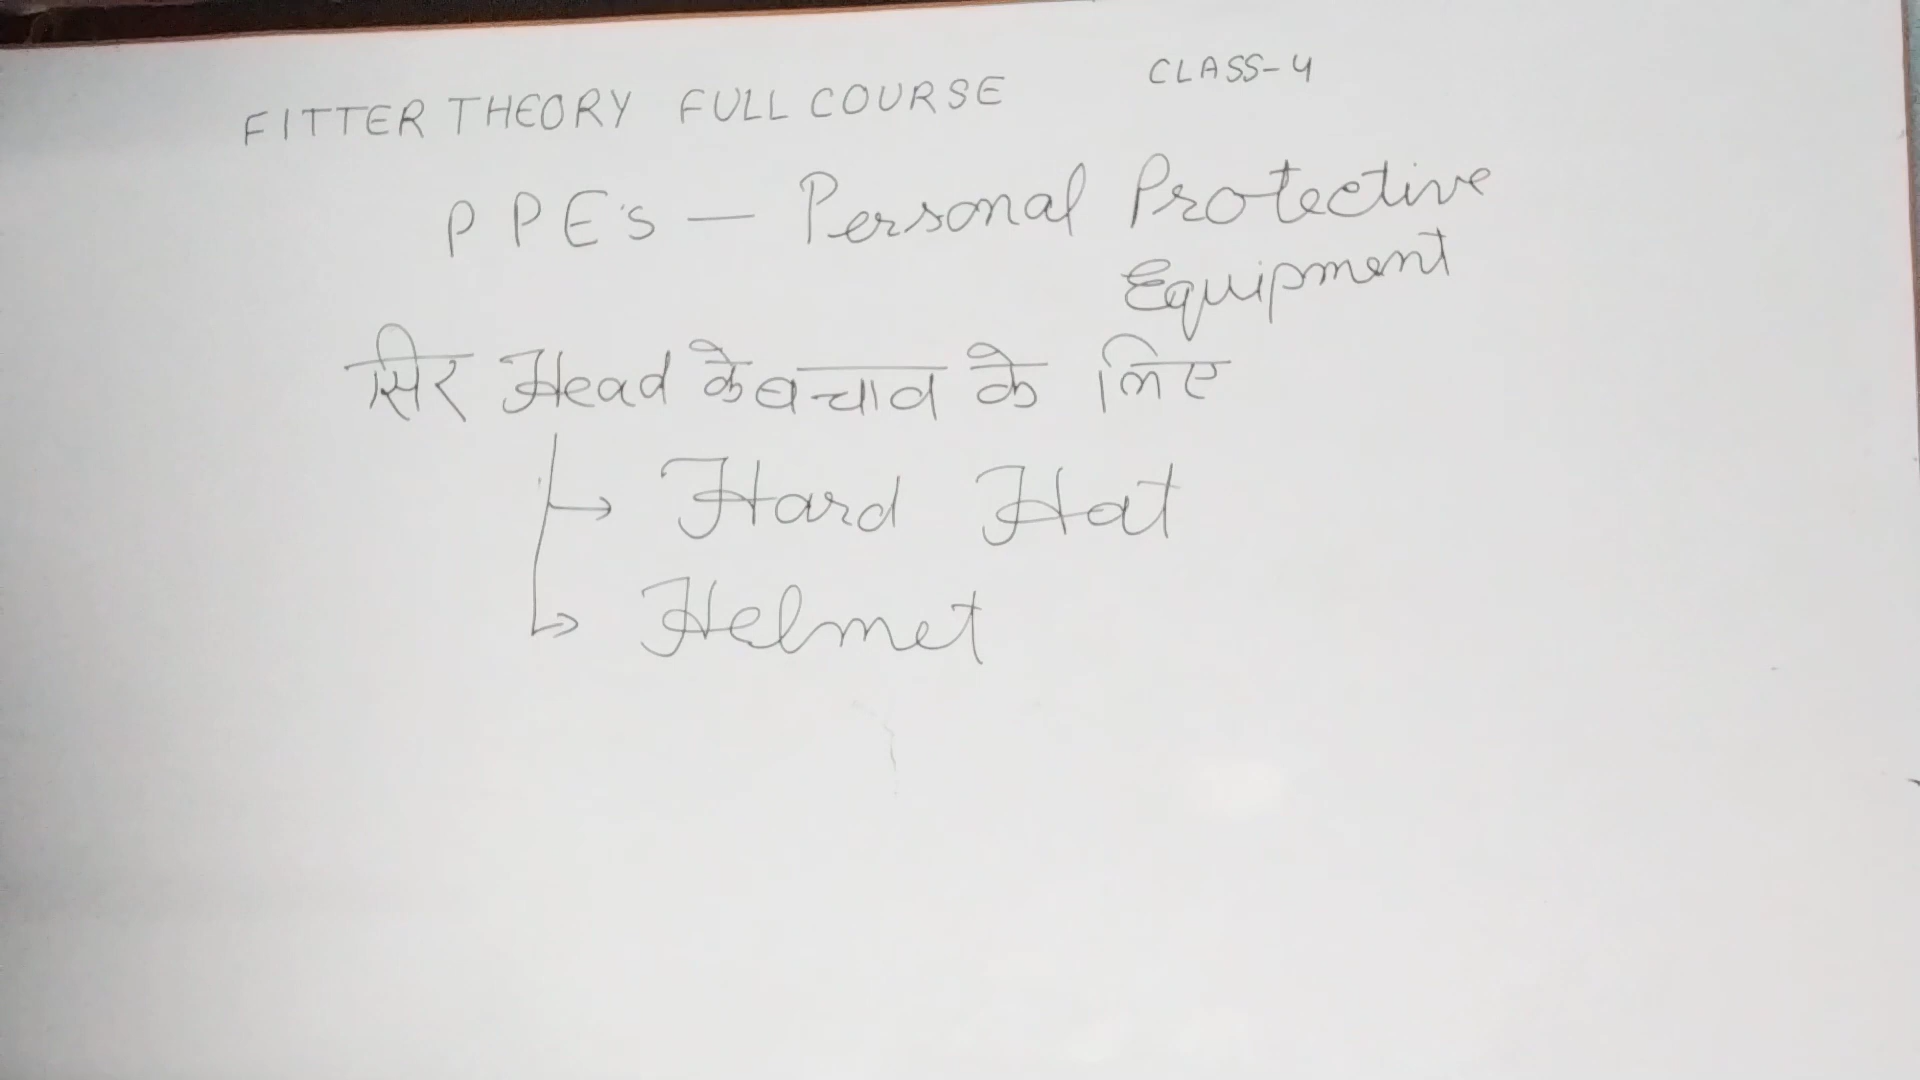 FITTER THEORY FULL COURSE CLASS-4
PPE's — Personal Protective
Equipment
सिर Head के बचाव के लिए
→ Hard Hat
→ Helmet